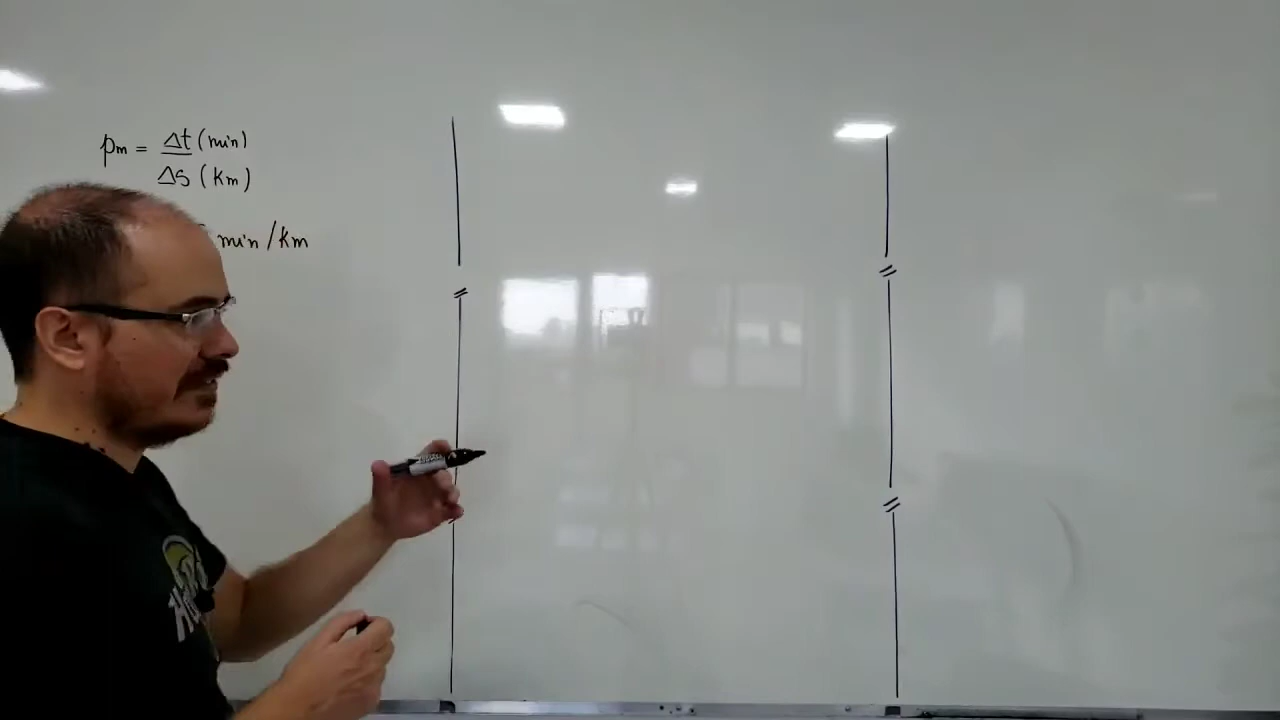 pm = Δt (min)
Δs (km)
min/km